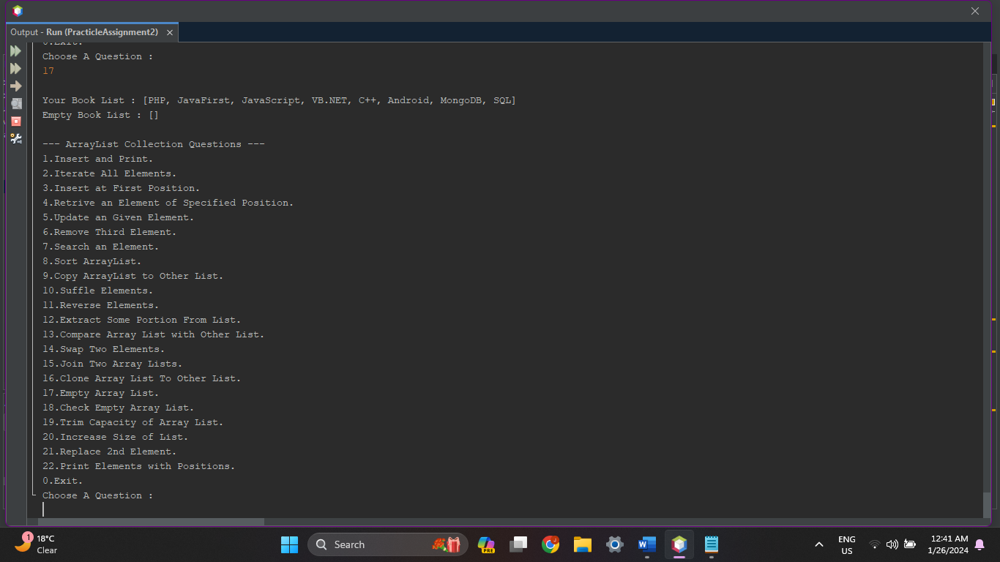 Output - Run (PracticleAssignment2)
0.Exit.
Choose A Question :
17
Your Book List : [PHP, JavaFirst, JavaScript, VB.NET, C++, Android, MongoDB, SQL]
Empty Book List : []
--- ArrayList Collection Questions ---
1.Insert and Print.
2.Iterate All Elements.
3.Insert at First Position.
4.Retrive an Element of Specified Position.
5.Update an Given Element.
6.Remove Third Element.
7.Search an Element.
8.Sort ArrayList.
9.Copy ArrayList to Other List.
10.Suffle Elements.
11.Reverse Elements.
12.Extract Some Portion From List.
13.Compare Array List with Other List.
14.Swap Two Elements.
15.Join Two Array Lists.
16.Clone Array List To Other List.
17.Empty Array List.
18.Check Empty Array List.
19.Trim Capacity of Array List.
20.Increase Size of List.
21.Replace 2nd Element.
22.Print Elements with Positions.
0.Exit.
Choose A Question :
1
18°C
Clear
Search
PRE
ENG
US
12:41 AM
1/26/2024